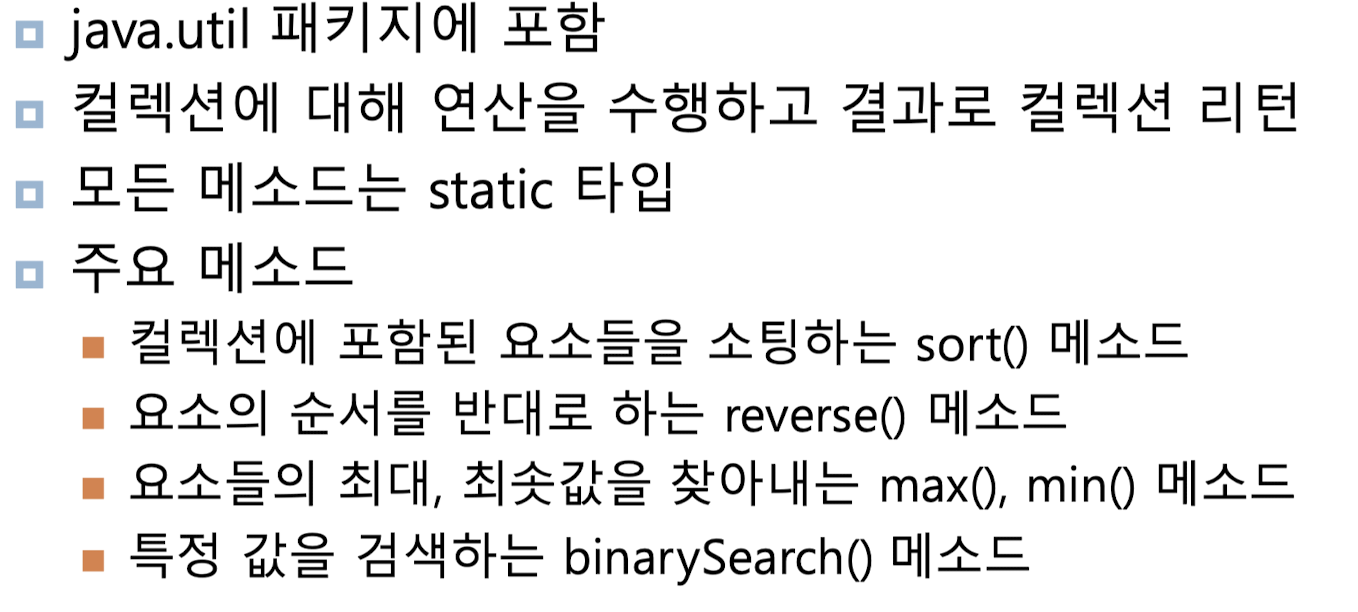 java.util 패키지에 포함
컬렉션에 대해 연산을 수행하고 결과로 컬렉션 리턴
모든 메소드는 static 타입
주요 메소드
컬렉션에 포함된 요소들을 소팅하는 sort() 메소드
요소의 순서를 반대로 하는 reverse() 메소드
요소들의 최대, 최솟값을 찾아내는 max(), min() 메소드
특정 값을 검색하는 binarySearch() 메소드